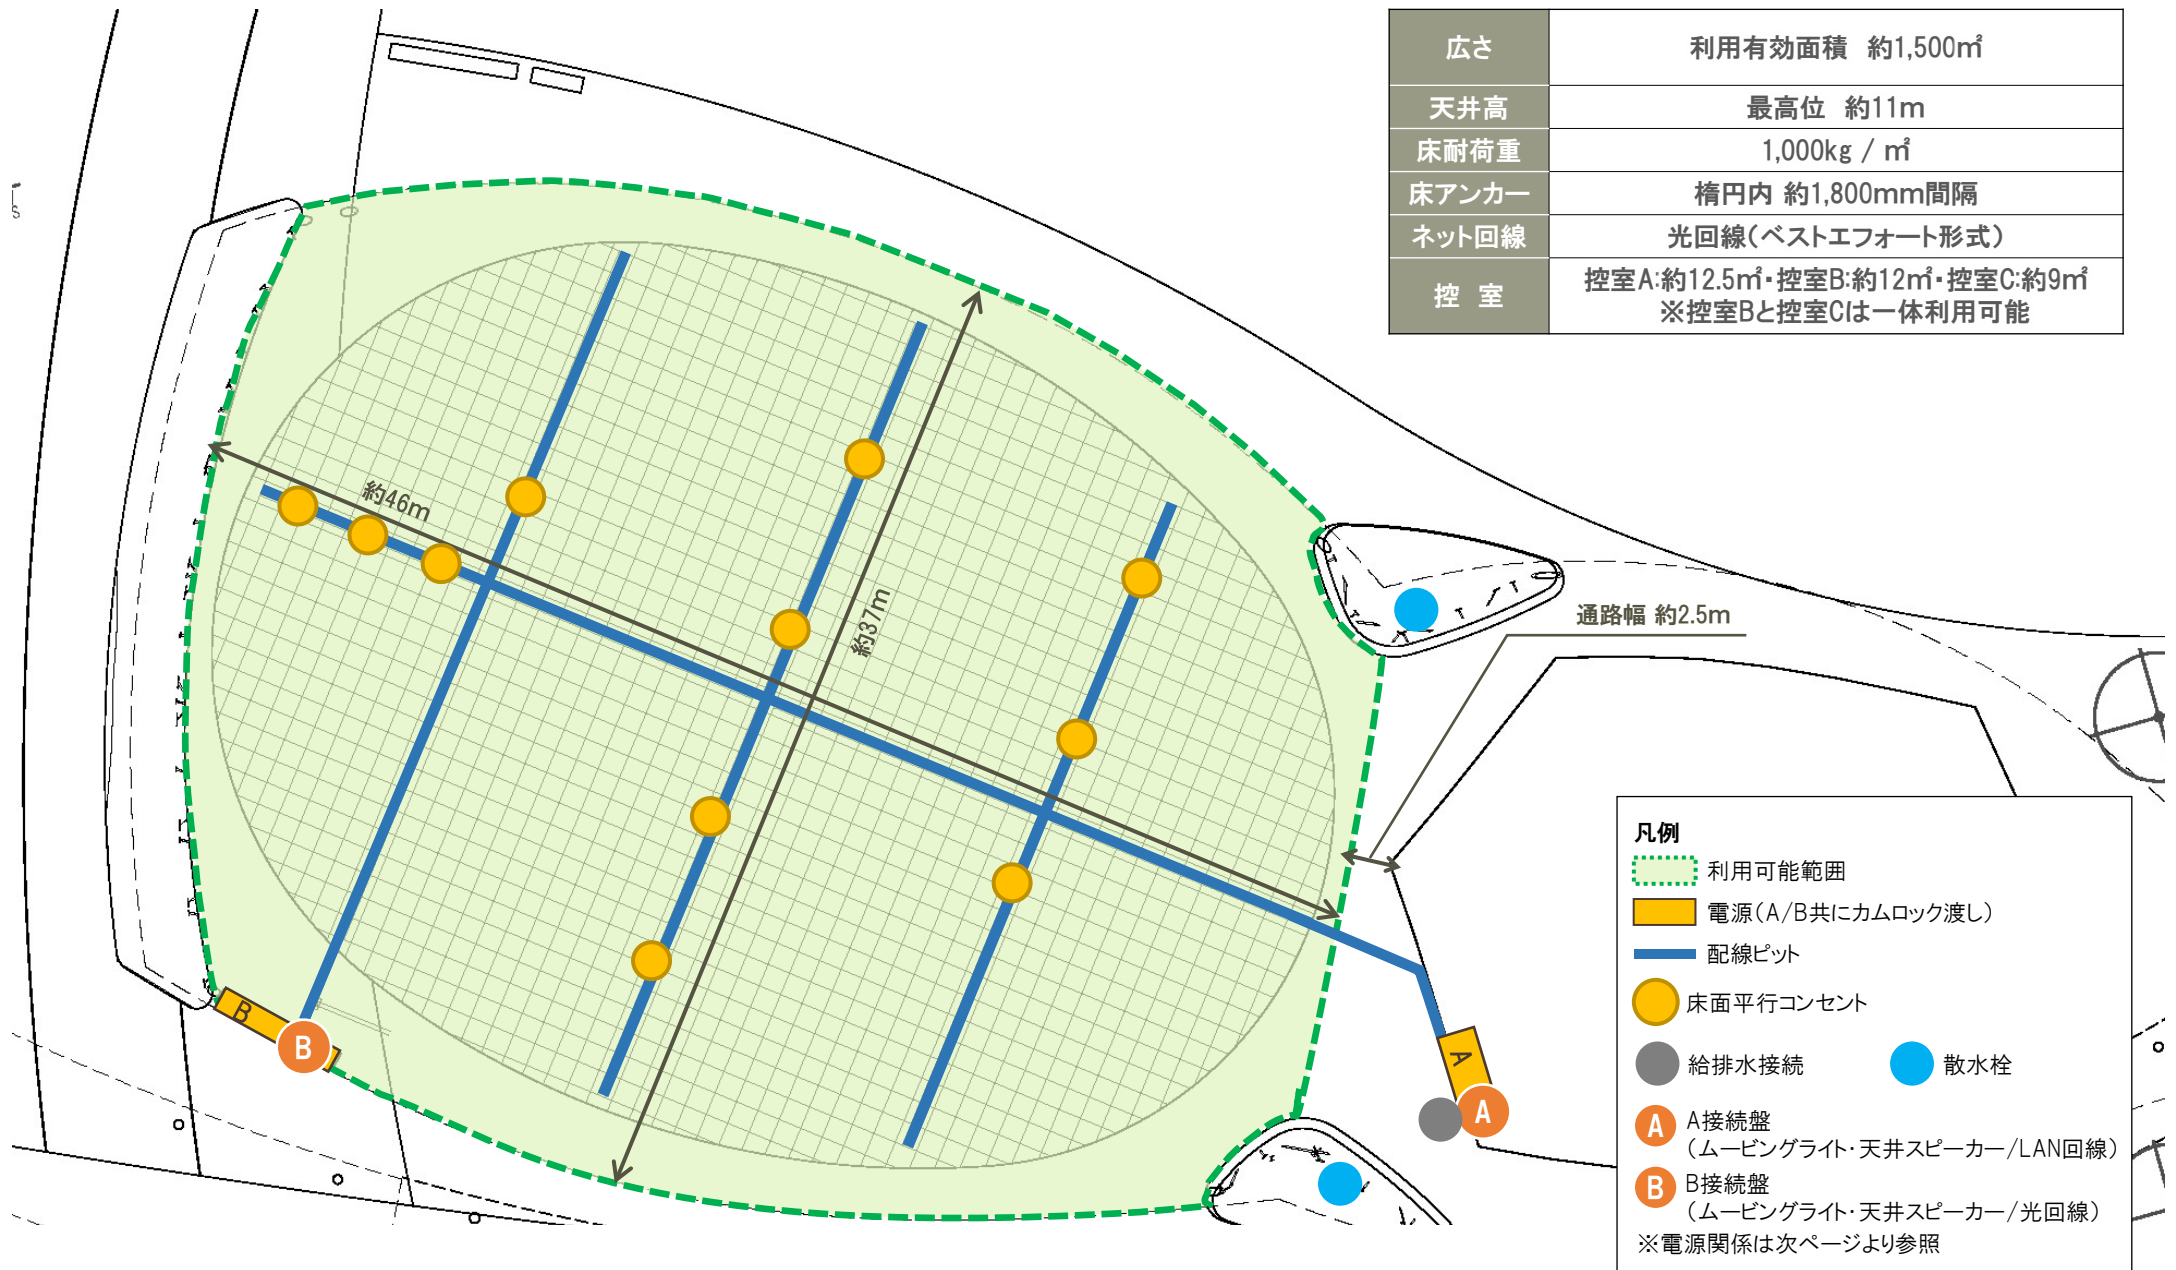 広さ 利用有効面積 約1,500㎡
天井高 最高位 約11m
床耐荷重 1,000kg / ㎡
床アンカー 楕円内 約1,800mm間隔
ネット回線 光回線(ベストエフォート形式)
控 室 控室A:約12.5㎡・控室B:約12㎡・控室C:約9㎡
※控室Bと控室Cは一体利用可能
約46m
約37m
通路幅 約2.5m
B
B
A
A
凡例
利用可能範囲
電源(A/B共にカムロック渡し)
配線ピット
床面平行コンセント
給排水接続 散水栓
A A接続盤
(ムービングライト・天井スピーカー/LAN回線)
B B接続盤
(ムービングライト・天井スピーカー/光回線)
※電源関係は次ページより参照